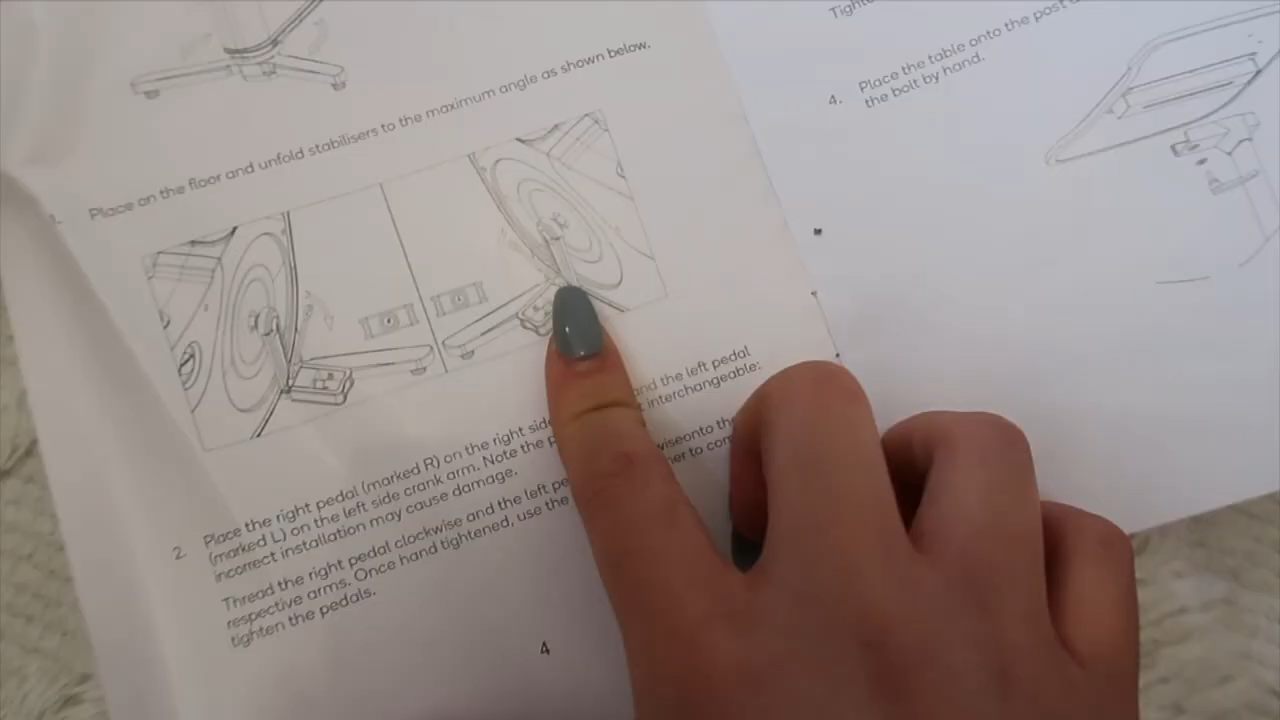 Place on the floor and unfold stabilisers to the maximum angle as shown below.
2 Place the right pedal (marked R) on the right side and the left pedal
(marked L) on the left side crank arm. Note the interchangeable:
incorrect installation may cause damage.
Thread the right pedal clockwise and the left wiseonto the
respective arms. Once hand tightened, use the to
tighten the pedals.
4
4. Place the table onto the post
the bolt by hand.